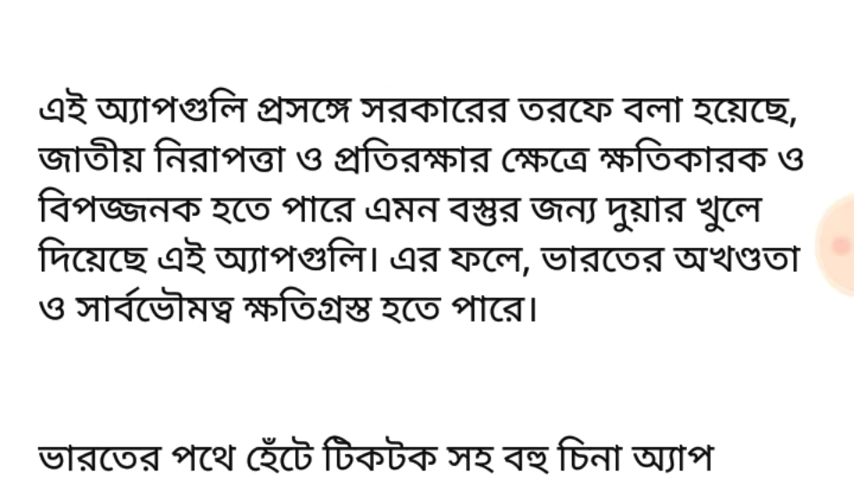 এই অ্যাপগুলি প্রসঙ্গে সরকারের তরফে বলা হয়েছে,
জাতীয় নিরাপত্তা ও প্রতিরক্ষার ক্ষেত্রে ক্ষতিকারক ও
বিপজ্জনক হতে পারে এমন বস্তুর জন্য দুয়ার খুলে
দিয়েছে এই অ্যাপগুলি। এর ফলে, ভারতের অখণ্ডতা
ও সার্বভৌমত্ব ক্ষতিগ্রস্ত হতে পারে।
ভারতের পথে হেঁটে টিকটক সহ বহু চিনা অ্যাপ